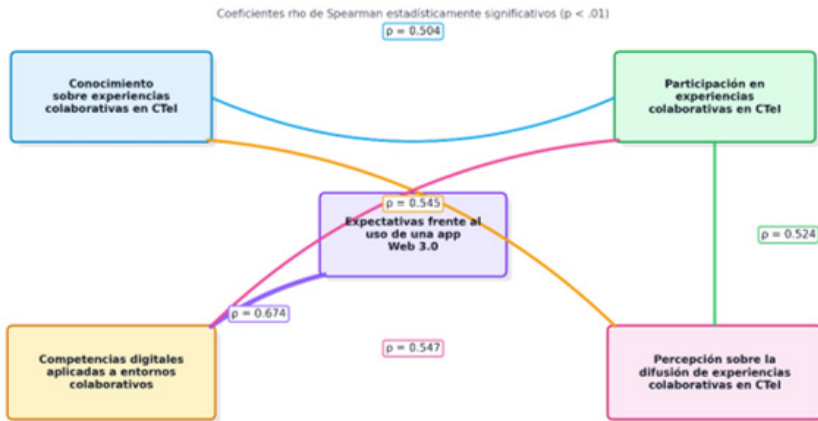 Coeficientes rho de Spearman estadísticamente significativos (p < .01)
ρ = 0.504
Conocimiento
sobre experiencias
colaborativas en CTeI
Participación en
experiencias
colaborativas en CTeI
ρ = 0.545
Expectativas frente al
uso de una app
Web 3.0
ρ = 0.524
ρ = 0.674
ρ = 0.547
Competencias digitales
aplicadas a entornos
colaborativos
Percepción sobre la
difusión de experiencias
colaborativas en CTeI